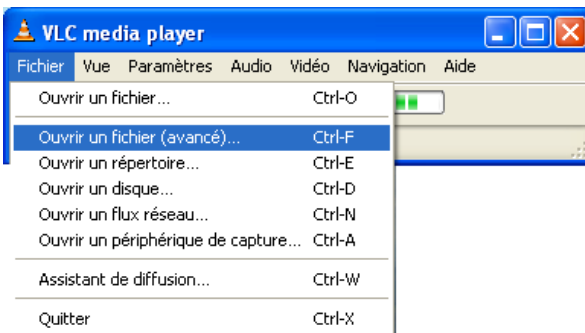 VLC media player
Fichier Vue Paramètres Audio Vidéo Navigation Aide
Ouvrir un fichier... Ctrl-O
Ouvrir un fichier (avancé)... Ctrl-F
Ouvrir un répertoire... Ctrl-E
Ouvrir un disque... Ctrl-D
Ouvrir un flux réseau... Ctrl-N
Ouvrir un périphérique de capture... Ctrl-A
Assistant de diffusion... Ctrl-W
Quitter Ctrl-X